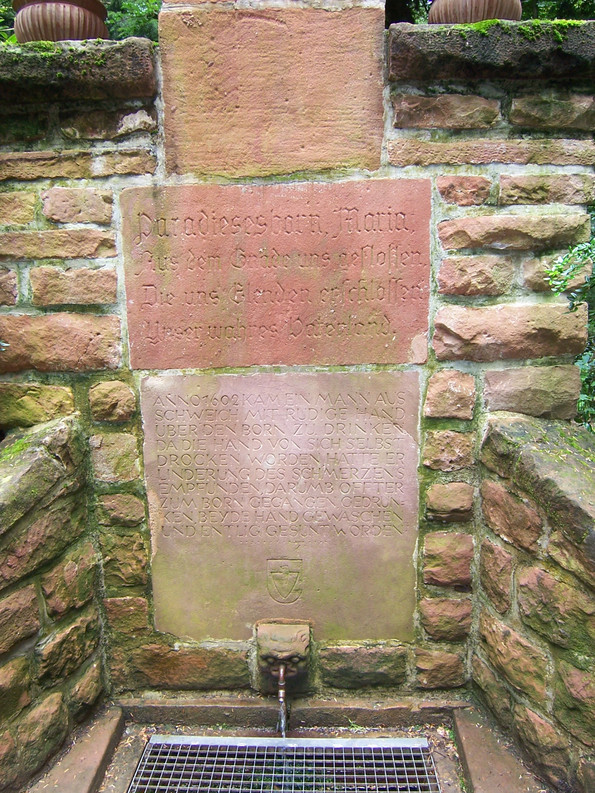 Paradiesesborn, Maria,
Aus dem Gnade uns geflossen
Die uns Elenden erschlossen
Unser wahres Vaterland.
ANNO 1602 KAM EIN MANN AUS
SCHWEICH MIT RUDIGE HAND
ÜBER DEN BORN ZU DRINKEN
DA DIE HAND VON SICH SELBST
DROCKEN WORDEN HATTE ER
LINDERUNG DES SCHMERZENS
EMPFUNDEN DARUMB OFFTER
ZUM BORN GEGANGEN GEDRUN-
KEN BEYDE HAND GEWASCHEN
UND ENTLIG GESUNT WORDEN